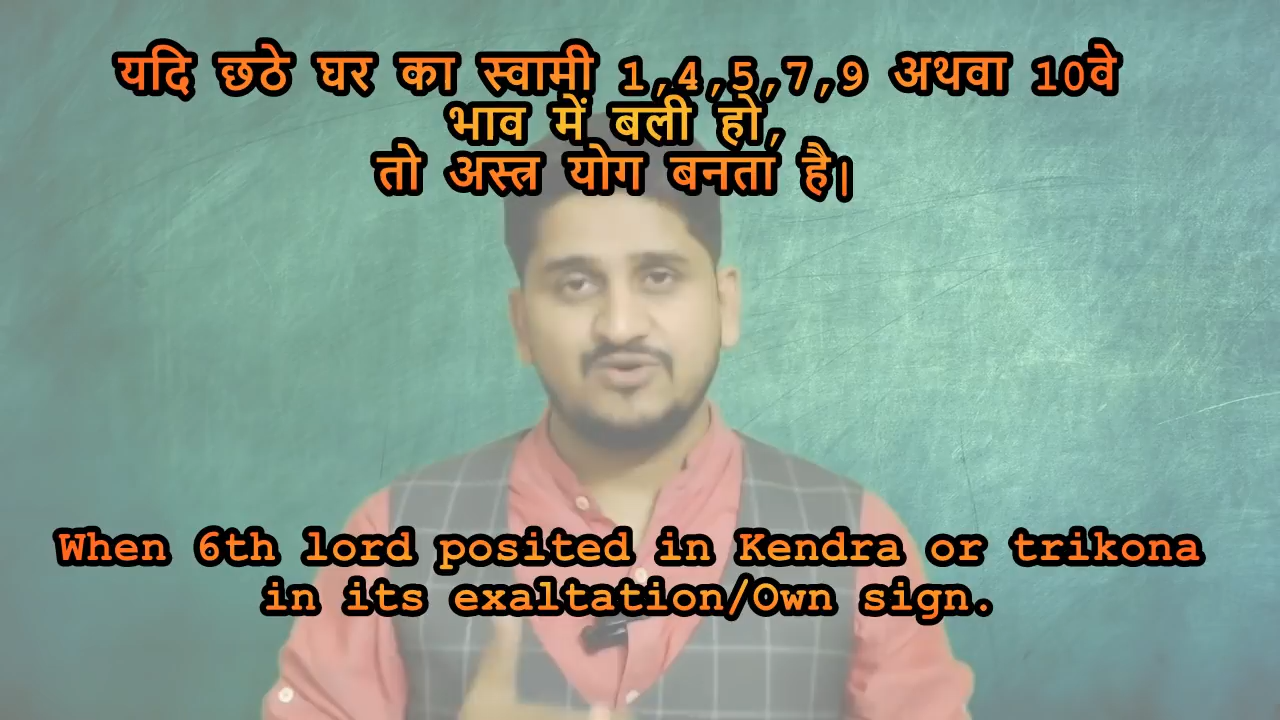 यदि छठे घर का स्वामी 1,4,5,7,9 अथवा 10वे
भाव में बली हो,
तो अस्त्र योग बनता है।
When 6th lord posited in Kendra or trikona
in its exaltation/Own sign.